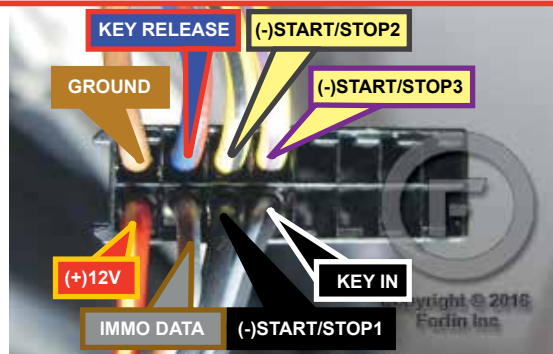 KEY RELEASE
(-)START/STOP2
GROUND
(-)START/STOP3
(+)12V
KEY IN
IMMO DATA
(-)START/STOP1
Copyright © 2016
Fortin Inc